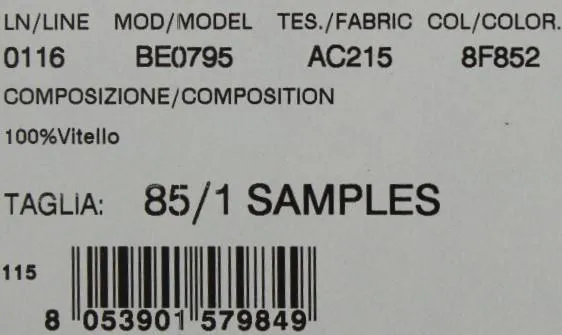 LN/LINE MOD/MODEL TES./FABRIC COL/COLOR.
0116 BE0795 AC215 8F852
COMPOSIZIONE/COMPOSITION
100%Vitello
TAGLIA: 85/1 SAMPLES
115
8 053901 579849